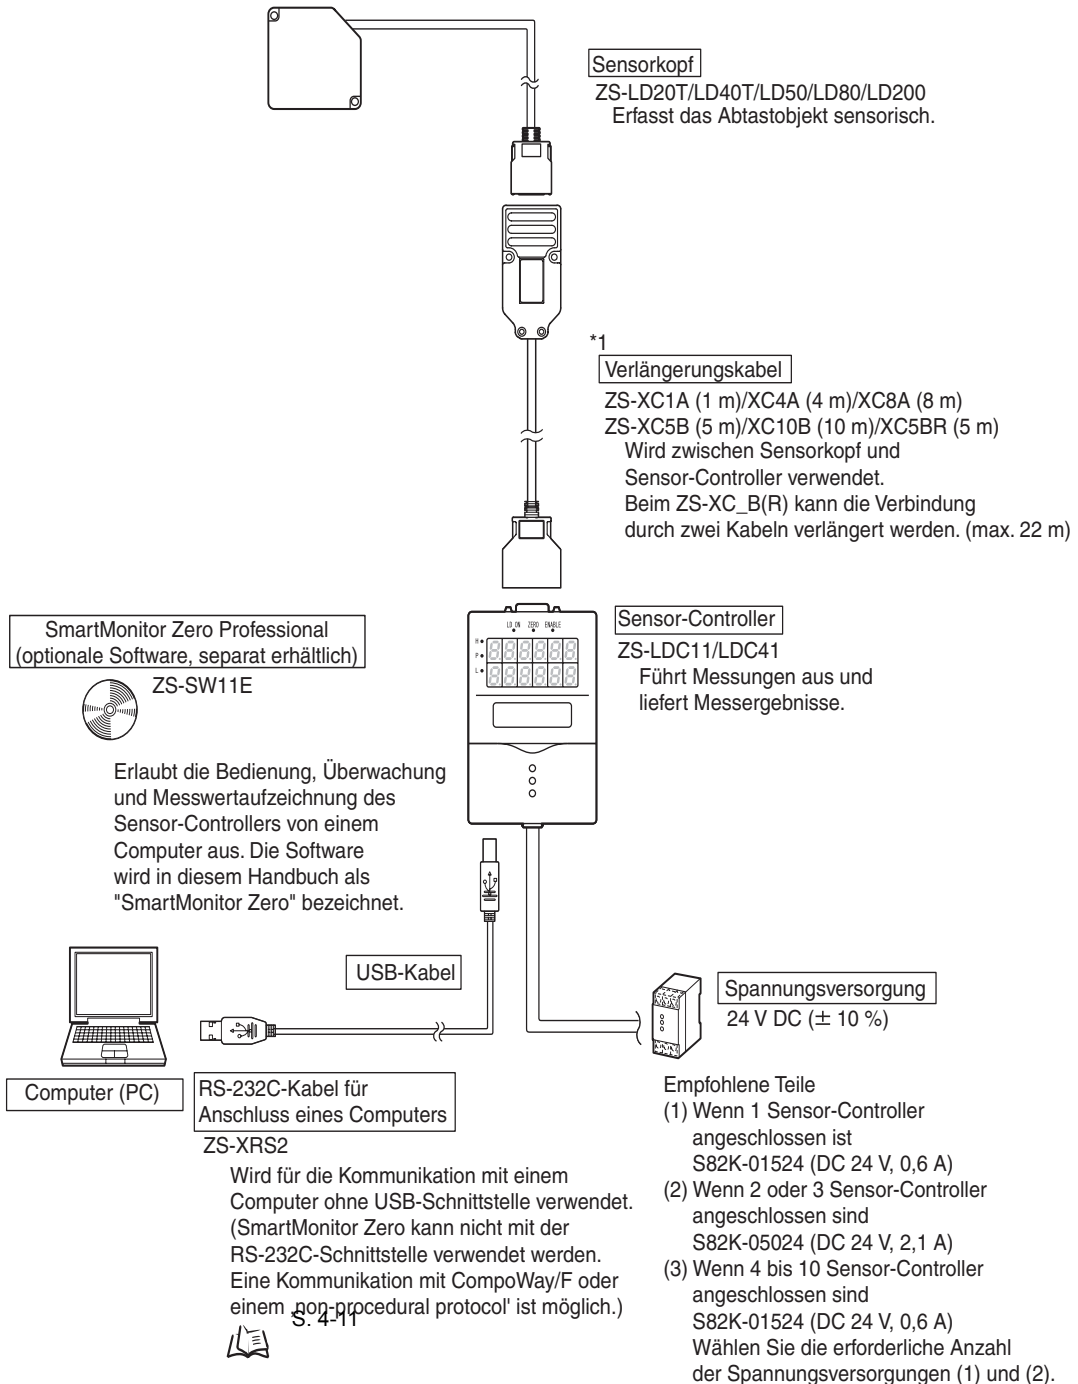 Sensorkopf
ZS-LD20T/LD40T/LD50/LD80/LD200
Erfasst das Abtastobjekt sensorisch.
*1
Verlängerungskabel
ZS-XC1A (1 m)/XC4A (4 m)/XC8A (8 m)
ZS-XC5B (5 m)/XC10B (10 m)/XC5BR (5 m)
Wird zwischen Sensorkopf und
Sensor-Controller verwendet.
Beim ZS-XC_B(R) kann die Verbindung
durch zwei Kabeln verlängert werden. (max. 22 m)
LD ON ZERO ENABLE
H
P
L
Sensor-Controller
ZS-LDC11/LDC41
Führt Messungen aus und
liefert Messergebnisse.
SmartMonitor Zero Professional
(optionale Software, separat erhältlich)
ZS-SW11E
Erlaubt die Bedienung, Überwachung
und Messwertaufzeichnung des
Sensor-Controllers von einem
Computer aus. Die Software
wird in diesem Handbuch als
"SmartMonitor Zero" bezeichnet.
USB-Kabel
Computer (PC)
RS-232C-Kabel für
Anschluss eines Computers
ZS-XRS2
Wird für die Kommunikation mit einem
Computer ohne USB-Schnittstelle verwendet.
(SmartMonitor Zero kann nicht mit der
RS-232C-Schnittstelle verwendet werden.
Eine Kommunikation mit CompoWay/F oder
einem ,non-procedural protocol' ist möglich.)
S. 4-11
Spannungsversorgung
24 V DC (± 10 %)
Empfohlene Teile
(1) Wenn 1 Sensor-Controller
angeschlossen ist
S82K-01524 (DC 24 V, 0,6 A)
(2) Wenn 2 oder 3 Sensor-Controller
angeschlossen sind
S82K-05024 (DC 24 V, 2,1 A)
(3) Wenn 4 bis 10 Sensor-Controller
angeschlossen sind
S82K-01524 (DC 24 V, 0,6 A)
Wählen Sie die erforderliche Anzahl
der Spannungsversorgungen (1) und (2).